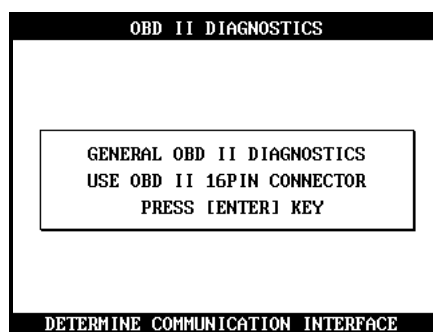 OBD II DIAGNOSTICS
GENERAL OBD II DIAGNOSTICS
USE OBD II 16PIN CONNECTOR
PRESS [ENTER] KEY
DETERMINE COMMUNICATION INTERFACE